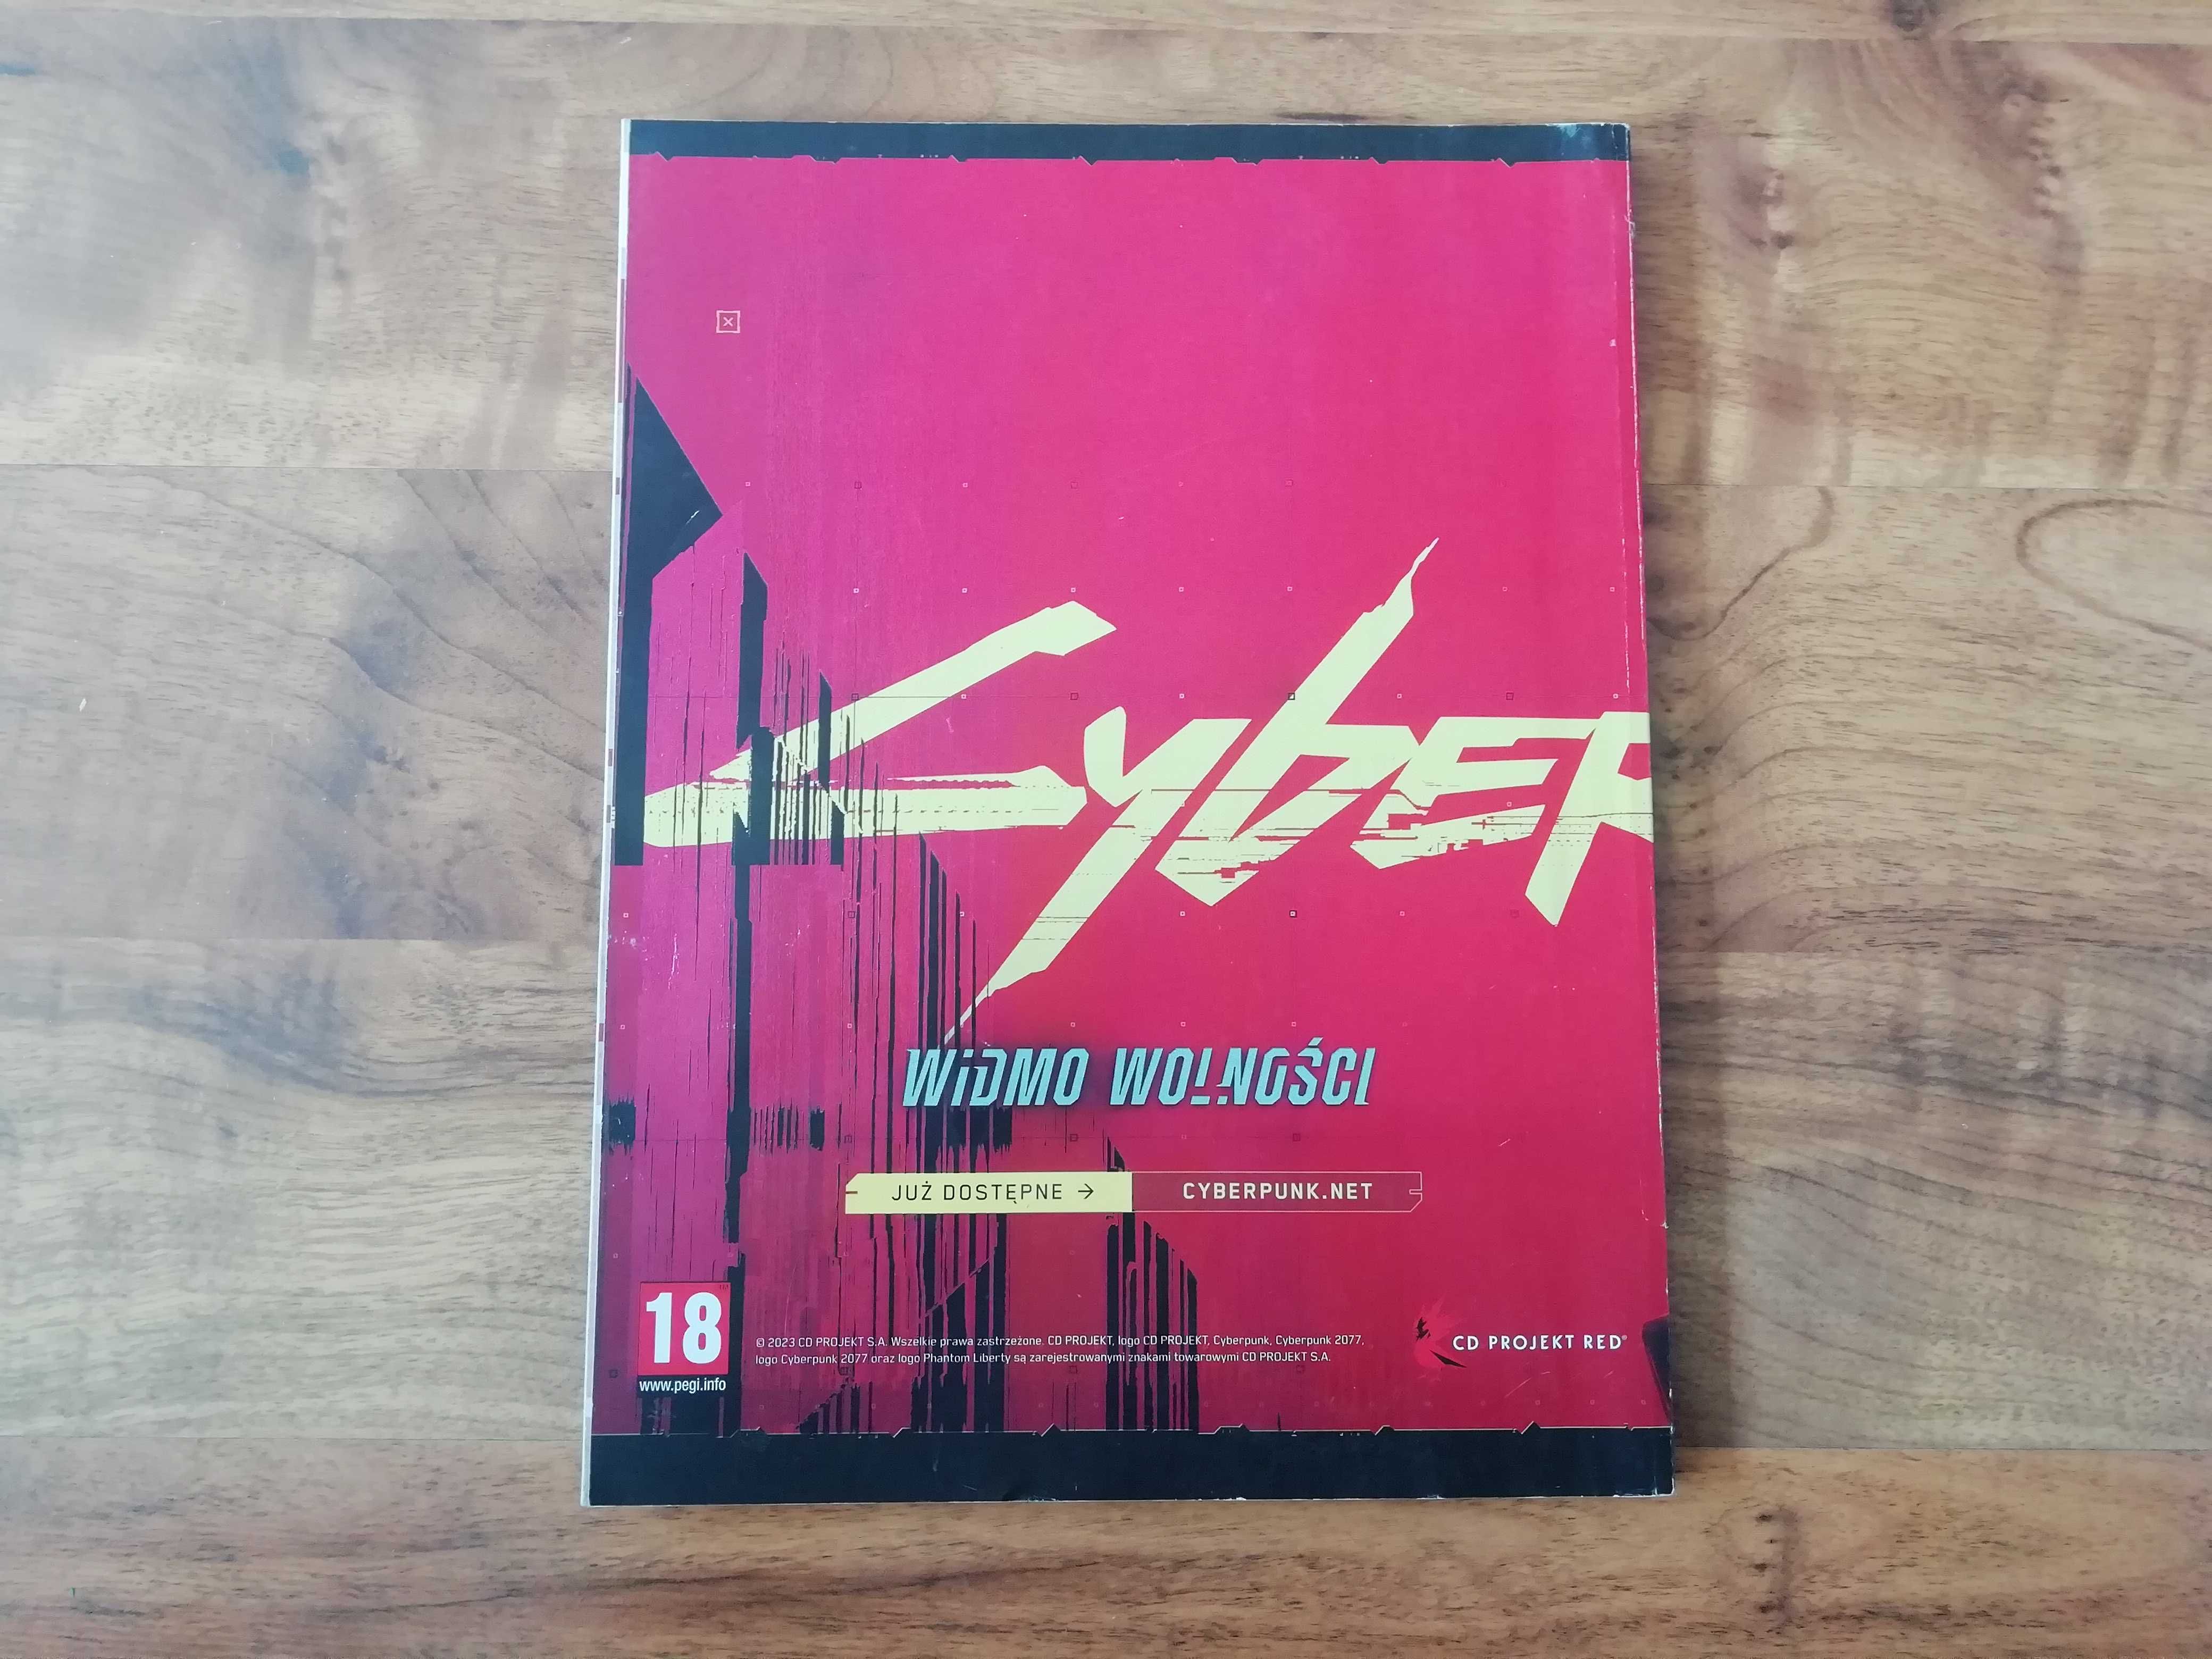 CYBER
WIDMO WOLNOŚCI
JUŻ DOSTĘPNE → CYBERPUNK.NET
18
www.pegi.info
© 2023 CD PROJEKT S.A. Wszelkie prawa zastrzeżone. CD PROJEKT, logo CD PROJEKT, Cyberpunk, Cyberpunk 2077,
logo Cyberpunk 2077 oraz logo Phantom Liberty są zarejestrowanymi znakami towarowymi CD PROJEKT S.A.
CD PROJEKT RED®